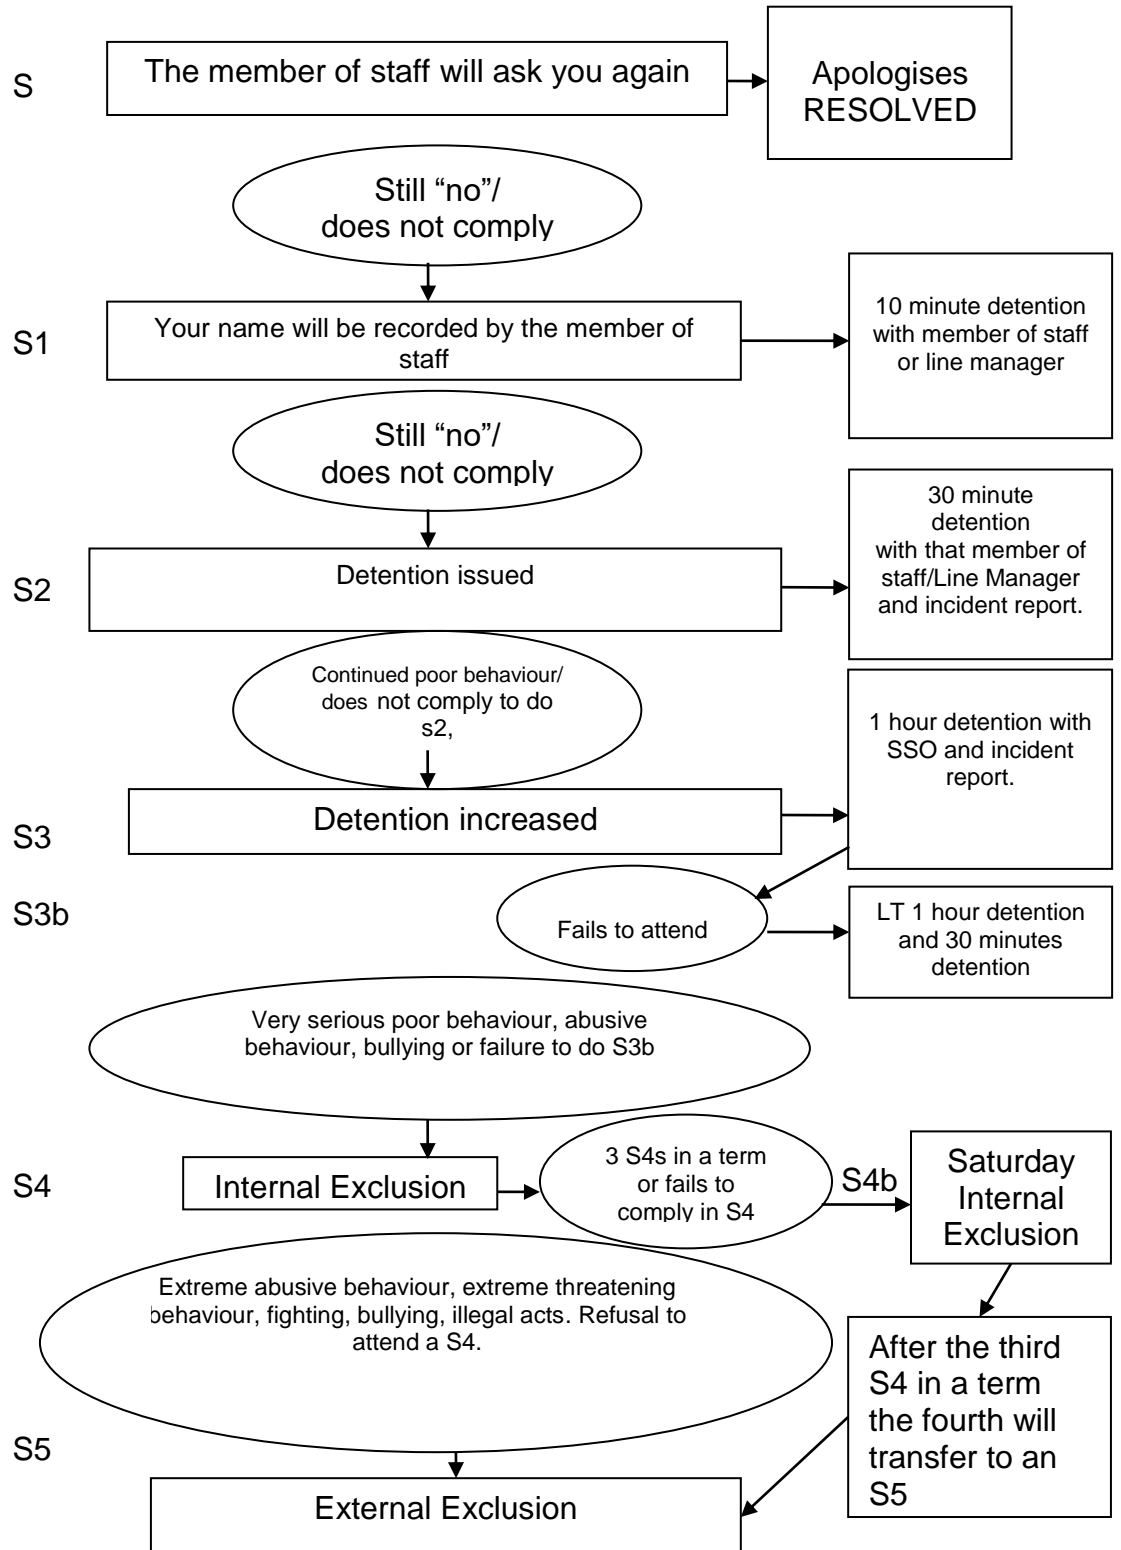 S
The member of staff will ask you again
Apologises
RESOLVED
Still “no”/
does not comply
S1
Your name will be recorded by the member of
staff
10 minute detention
with member of staff
or line manager
Still “no”/
does not comply
S2
Detention issued
30 minute
detention
with that member of
staff/Line Manager
and incident report.
Continued poor behaviour/
does not comply to do
s2,
S3
Detention increased
1 hour detention with
SSO and incident
report.
S3b
Fails to attend
LT 1 hour detention
and 30 minutes
detention
Very serious poor behaviour, abusive
behaviour, bullying or failure to do S3b
S4
Internal Exclusion
3 S4s in a term
or fails to
comply in S4
S4b
Saturday
Internal
Exclusion
Extreme abusive behaviour, extreme threatening
behaviour, fighting, bullying, illegal acts. Refusal to
attend a S4.
After the third
S4 in a term
the fourth will
transfer to an
S5
S5
External Exclusion